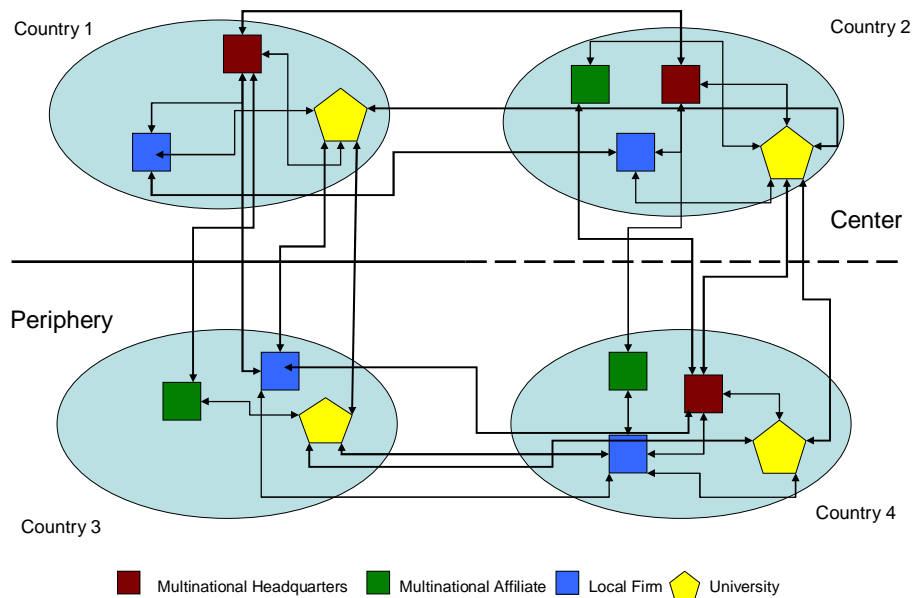 Country 1
Country 2
Center
Periphery
Country 3
Country 4
Multinational Headquarters
Multinational Affiliate
Local Firm
University